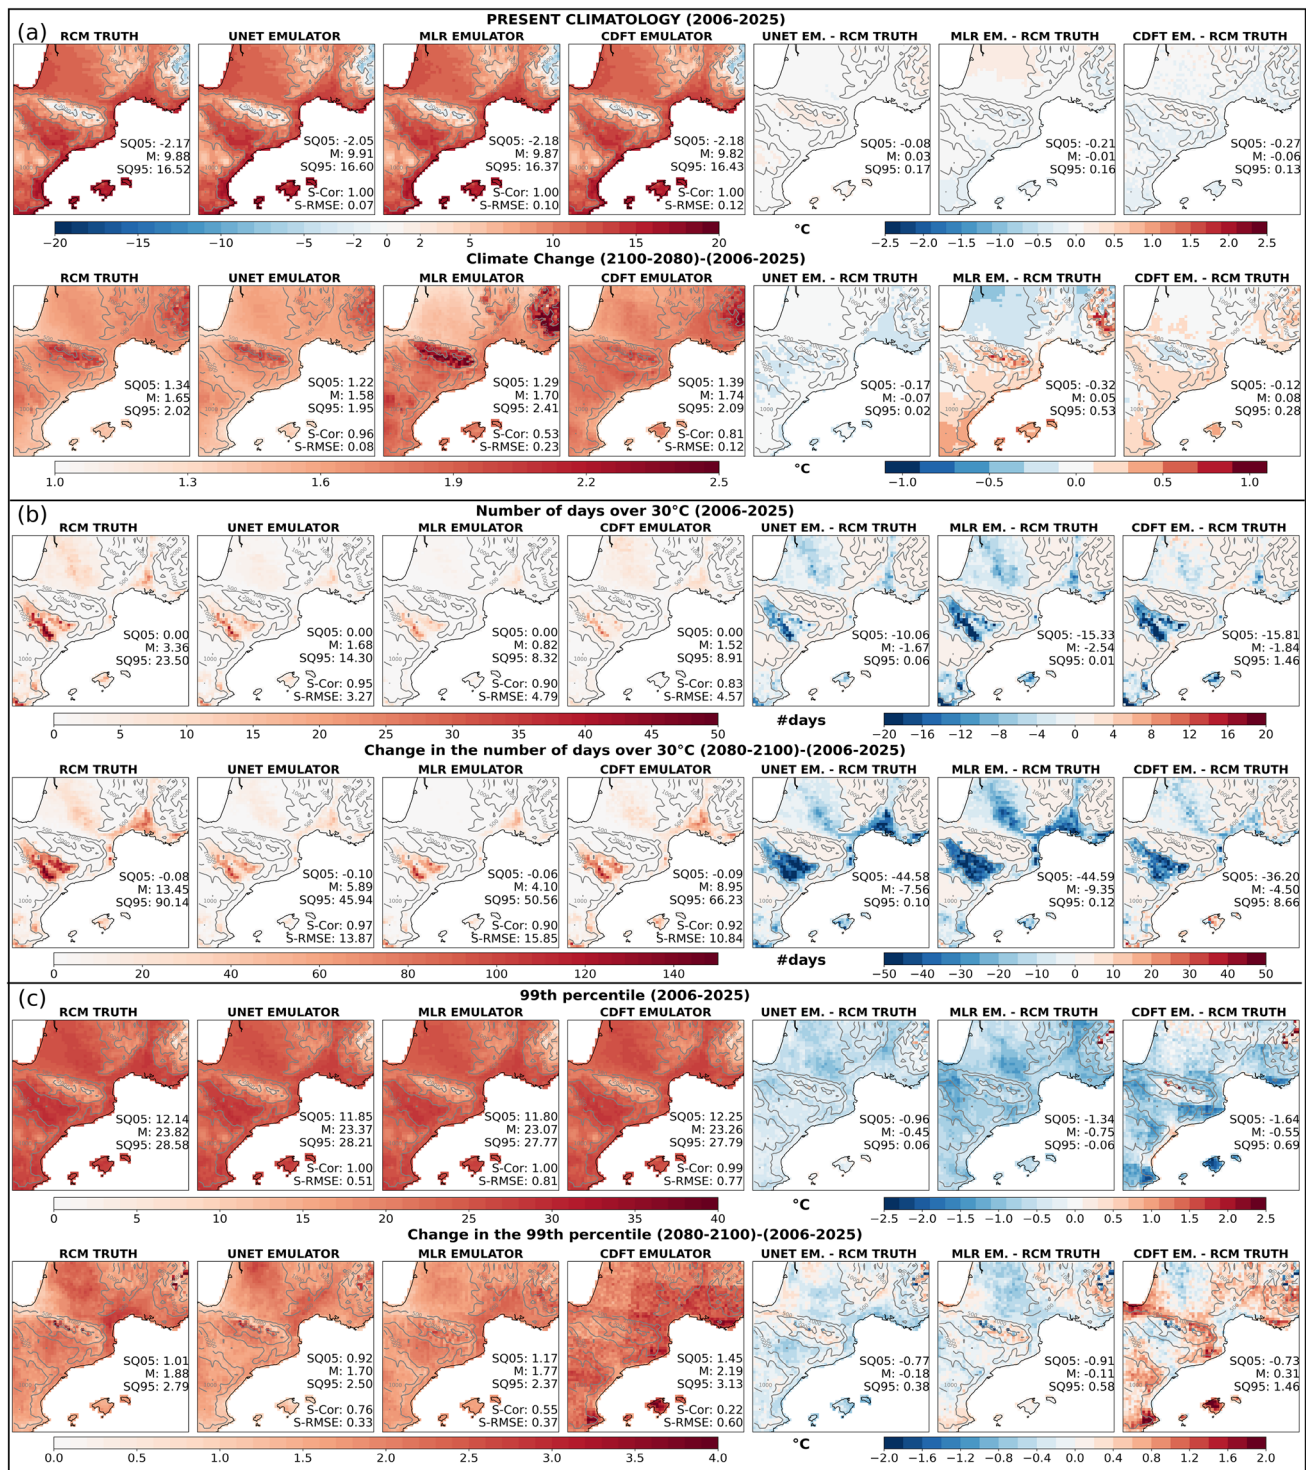 (a)
PRESENT CLIMATOLOGY (2006-2025)
RCM TRUTH UNET EMULATOR MLR EMULATOR CDFT EMULATOR UNET EM. - RCM TRUTH MLR EM. - RCM TRUTH CDFT EM. - RCM TRUTH
SQ05: -2.17 SQ05: -2.05 SQ05: -2.18 SQ05: -2.18 SQ05: -0.08 SQ05: -0.21 SQ05: -0.27
M: 9.88 M: 9.91 M: 9.87 M: 9.82 M: 0.03 M: -0.01 M: -0.06
SQ95: 16.52 SQ95: 16.60 SQ95: 16.37 SQ95: 16.43 SQ95: 0.17 SQ95: 0.16 SQ95: 0.13
S-Cor: 1.00 S-Cor: 1.00 S-Cor: 1.00
S-RMSE: 0.07 S-RMSE: 0.10 S-RMSE: 0.12
−20 −15 −10 −5 −2 0 2 5 10 15 20 °C −2.5 −2.0 −1.5 −1.0 −0.5 0.0 0.5 1.0 1.5 2.0 2.5
Climate Change (2100-2080)-(2006-2025)
RCM TRUTH UNET EMULATOR MLR EMULATOR CDFT EMULATOR UNET EM. - RCM TRUTH MLR EM. - RCM TRUTH CDFT EM. - RCM TRUTH
SQ05: 1.34 SQ05: 1.22 SQ05: 1.29 SQ05: 1.39 SQ05: -0.17 SQ05: -0.32 SQ05: -0.12
M: 1.65 M: 1.58 M: 1.70 M: 1.74 M: -0.07 M: 0.05 M: 0.08
SQ95: 2.02 SQ95: 1.95 SQ95: 2.41 SQ95: 2.09 SQ95: 0.02 SQ95: 0.53 SQ95: 0.28
S-Cor: 0.96 S-Cor: 0.53 S-Cor: 0.81
S-RMSE: 0.08 S-RMSE: 0.23 S-RMSE: 0.12
1.0 1.3 1.6 1.9 2.2 2.5 °C −1.0 −0.5 0.0 0.5 1.0
(b)
Number of days over 30°C (2006-2025)
RCM TRUTH UNET EMULATOR MLR EMULATOR CDFT EMULATOR UNET EM. - RCM TRUTH MLR EM. - RCM TRUTH CDFT EM. - RCM TRUTH
SQ05: 0.00 SQ05: 0.00 SQ05: 0.00 SQ05: 0.00 SQ05: -10.06 SQ05: -15.33 SQ05: -15.81
M: 3.36 M: 1.68 M: 0.82 M: 1.52 M: -1.67 M: -2.54 M: -1.84
SQ95: 23.50 SQ95: 14.30 SQ95: 8.32 SQ95: 8.91 SQ95: 0.06 SQ95: 0.01 SQ95: 1.46
S-Cor: 0.95 S-Cor: 0.90 S-Cor: 0.83
S-RMSE: 3.27 S-RMSE: 4.79 S-RMSE: 4.57
0 5 10 15 20 25 30 35 40 45 50 #days −20 −16 −12 −8 −4 0 4 8 12 16 20
Change in the number of days over 30°C (2080-2100)-(2006-2025)
RCM TRUTH UNET EMULATOR MLR EMULATOR CDFT EMULATOR UNET EM. - RCM TRUTH MLR EM. - RCM TRUTH CDFT EM. - RCM TRUTH
SQ05: -0.08 SQ05: -0.10 SQ05: -0.06 SQ05: -0.09 SQ05: -44.58 SQ05: -44.59 SQ05: -36.20
M: 13.45 M: 5.89 M: 4.10 M: 8.95 M: -7.56 M: -9.35 M: -4.50
SQ95: 90.14 SQ95: 45.94 SQ95: 50.56 SQ95: 66.23 SQ95: 0.10 SQ95: 0.12 SQ95: 8.66
S-Cor: 0.97 S-Cor: 0.90 S-Cor: 0.92
S-RMSE: 13.87 S-RMSE: 15.85 S-RMSE: 10.84
0 20 40 60 80 100 120 140 #days −50 −40 −30 −20 −10 0 10 20 30 40 50
(c)
99th percentile (2006-2025)
RCM TRUTH UNET EMULATOR MLR EMULATOR CDFT EMULATOR UNET EM. - RCM TRUTH MLR EM. - RCM TRUTH CDFT EM. - RCM TRUTH
SQ05: 12.14 SQ05: 11.85 SQ05: 11.80 SQ05: 12.25 SQ05: -0.96 SQ05: -1.34 SQ05: -1.64
M: 23.82 M: 23.37 M: 23.07 M: 23.26 M: -0.45 M: -0.75 M: -0.55
SQ95: 28.58 SQ95: 28.21 SQ95: 27.77 SQ95: 27.79 SQ95: 0.06 SQ95: -0.06 SQ95: 0.69
S-Cor: 1.00 S-Cor: 1.00 S-Cor: 0.99
S-RMSE: 0.51 S-RMSE: 0.81 S-RMSE: 0.77
0 5 10 15 20 25 30 35 40 °C −2.5 −2.0 −1.5 −1.0 −0.5 0.0 0.5 1.0 1.5 2.0 2.5
Change in the 99th percentile (2080-2100)-(2006-2025)
RCM TRUTH UNET EMULATOR MLR EMULATOR CDFT EMULATOR UNET EM. - RCM TRUTH MLR EM. - RCM TRUTH CDFT EM. - RCM TRUTH
SQ05: 1.01 SQ05: 0.92 SQ05: 1.17 SQ05: 1.45 SQ05: -0.77 SQ05: -0.91 SQ05: -0.73
M: 1.88 M: 1.70 M: 1.77 M: 2.19 M: -0.18 M: -0.11 M: 0.31
SQ95: 2.79 SQ95: 2.50 SQ95: 2.37 SQ95: 3.13 SQ95: 0.38 SQ95: 0.58 SQ95: 1.46
S-Cor: 0.76 S-Cor: 0.55 S-Cor: 0.22
S-RMSE: 0.33 S-RMSE: 0.37 S-RMSE: 0.60
0.0 0.5 1.0 1.5 2.0 2.5 3.0 3.5 4.0 °C −2.0 −1.6 −1.2 −0.8 −0.4 0.0 0.4 0.8 1.2 1.6 2.0